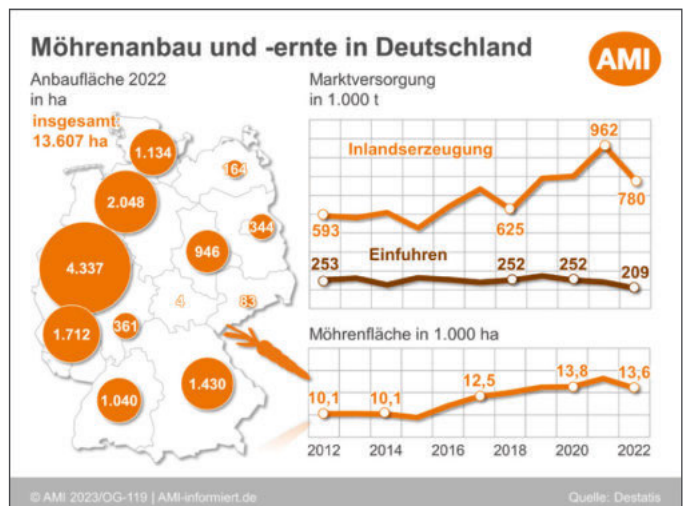 Möhrenanbau und -ernte in Deutschland
AMI
Anbaufläche 2022
in ha
insgesamt:
13.607 ha
1.134
164
2.048
344
946
4.337
4
83
361
1.712
1.430
1.040
Marktversorgung
in 1.000 t
962
Inlandserzeugung
780
593
625
Einfuhren
253
252
252
209
Möhrenfläche in 1.000 ha
10,1
10,1
12,5
13,8
13,6
2012
2014
2016
2018
2020
2022
© AMI 2023/OG-119 | AMI-informiert.de
Quelle: Destatis